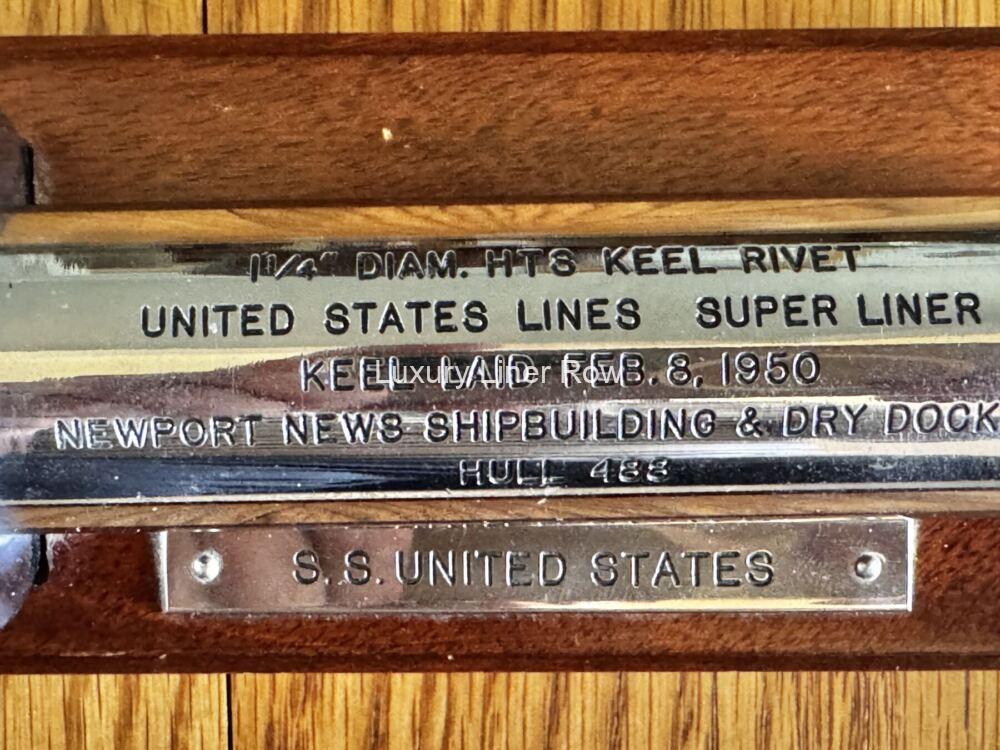 1 1/4" DIAM. HTS KEEL RIVET
UNITED STATES LINES SUPER LINER
KEEL LAID FEB. 8, 1950
Luxury Liner Row
NEWPORT NEWS SHIPBUILDING & DRY DOCK
HULL 488
S. S. UNITED STATES